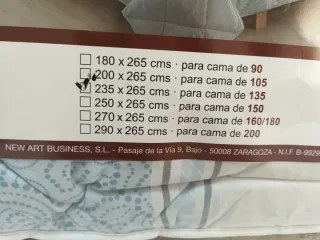 180 x 265 cms · para cama de 90
200 x 265 cms · para cama de 105
235 x 265 cms · para cama de 135
250 x 265 cms · para cama de 150
270 x 265 cms · para cama de 160/180
290 x 265 cms · para cama de 200
NEW ART BUSINESS, S.L. - Pasaje de la Vía 9, Bajo - 50008 ZARAGOZA - N.I.F. B-9929